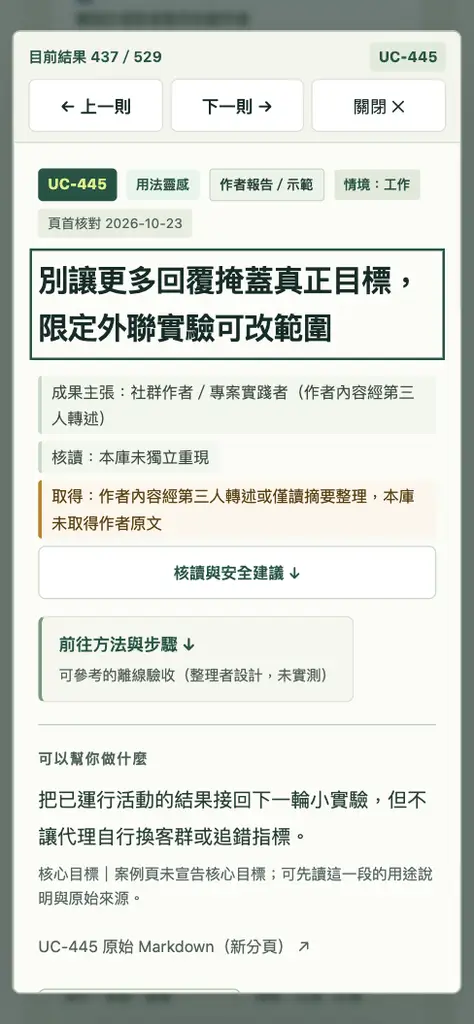 目前結果 437 / 529
UC-445
← 上一則
下一則 →
關閉 ✕
UC-445
用法靈感
作者報告 / 示範
情境：工作
頁首核對 2026-10-23
別讓更多回覆掩蓋真正目標，
限定外聯實驗可改範圍
成果主張：社群作者 / 專案實踐者（作者內容經第三
人轉述）
核讀：本庫未獨立重現
取得：作者內容經第三人轉述或僅讀摘要整理，本庫
未取得作者原文
核讀與安全建議 ↓
前往方法與步驟 ↓
可參考的離線驗收（整理者設計，未實測）
可以幫你做什麼
把已運行活動的結果接回下一輪小實驗，但不
讓代理自行換客群或追錯指標。
核心目標｜案例頁未宣告核心目標；可先讀這一段的用途說
明與原始來源。
UC-445 原始 Markdown（新分頁） ↗